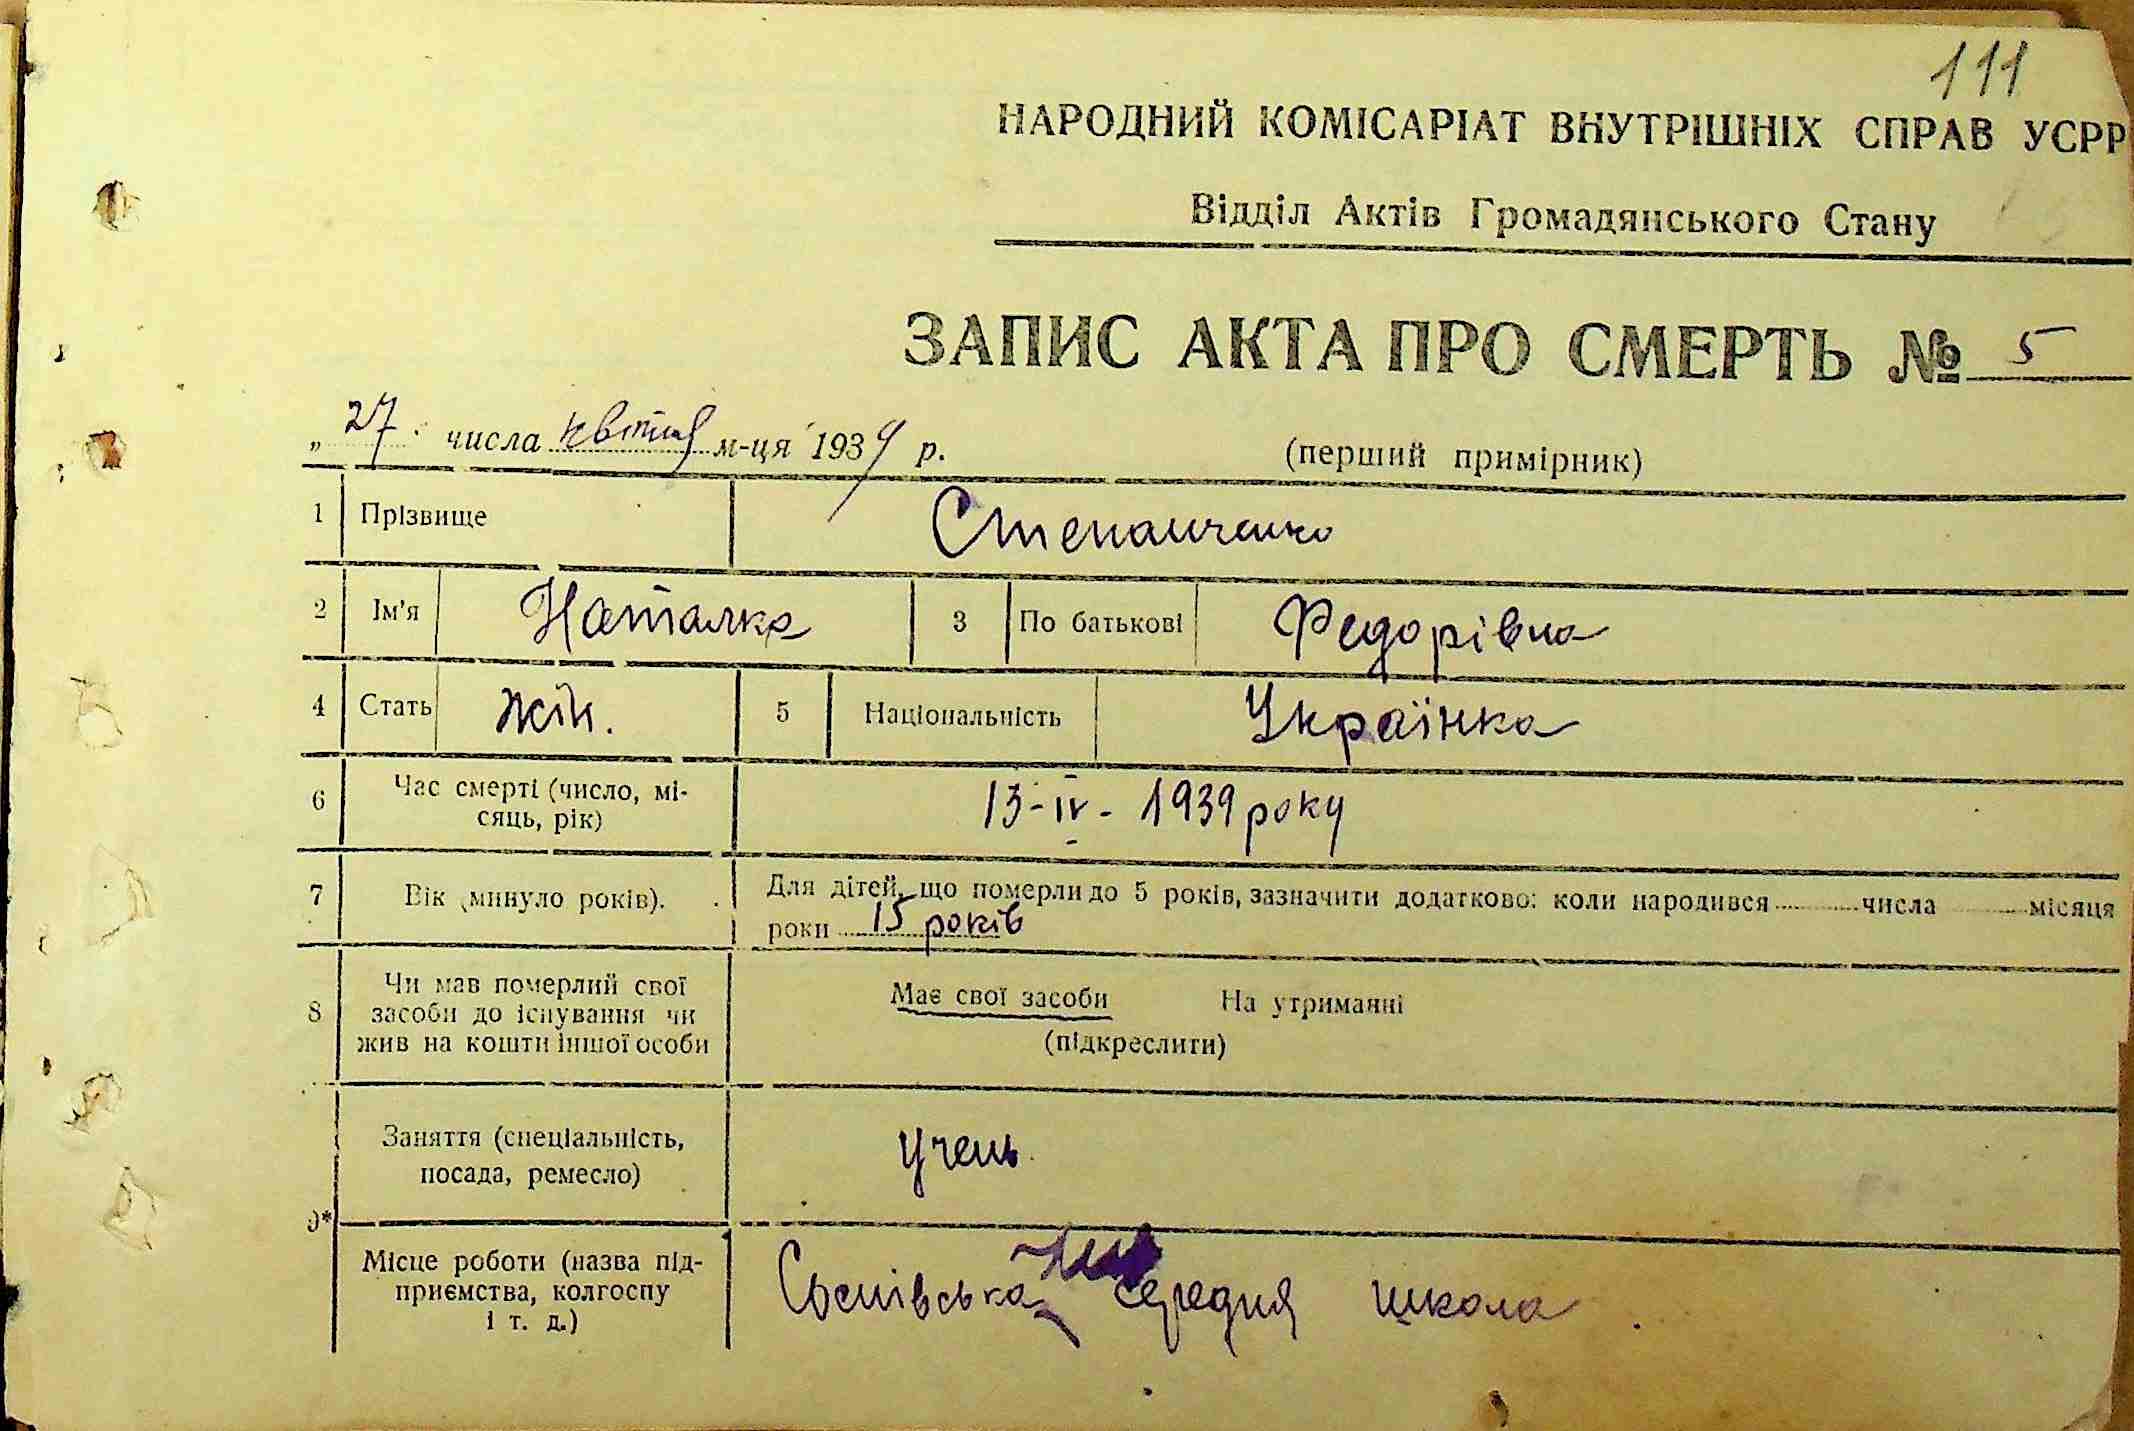 111
НАРОДНИЙ КОМІСАРІАТ ВНУТРІШНІХ СПРАВ УСРР
Відділ Актів Громадянського Стану
ЗАПИС АКТА ПРО СМЕРТЬ № 5
„ 27 числа квітня м-ця 1939 р.
(перший примірник)
1 Прізвище Степанченко
2 Ім'я Наталка 3 По батькові Федорівна
4 Стать жін. 5 Національність Українка
6 Час смерті (число, мі-
сяць, рік) 13-IV-1939 року
7 Вік (минуло років). Для дітей, що померли до 5 років, зазначити додатково: коли народився числа місяця
роки 15 років
8 Чи мав померлий свої
засоби до існування чи
жив на кошти іншої особи
Має свої засоби На утриманні
(підкреслити)
9*
Заняття (спеціальність,
посада, ремесло) учень
Місце роботи (назва під-
приємства, колгоспу
і т. д.)
Соснівська середня школа